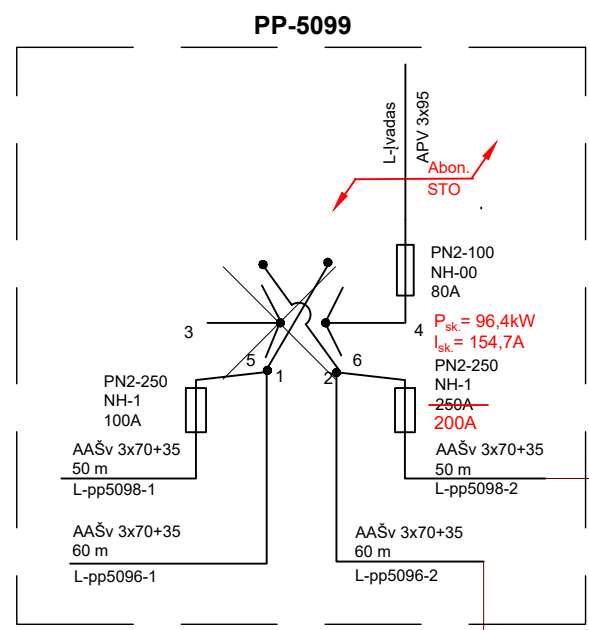 PP-5099
L-Įvadas
APV 3x95
Abon.
STO
PN2-100
NH-00
80A
3
4
Psk.= 96,4kW
Isk.= 154,7A
5
6
1
2
PN2-250
NH-1
100A
PN2-250
NH-1
250A
200A
AAŠv 3x70+35
50 m
L-pp5098-1
AAŠv 3x70+35
50 m
L-pp5098-2
AAŠv 3x70+35
60 m
L-pp5096-1
AAŠv 3x70+35
60 m
L-pp5096-2